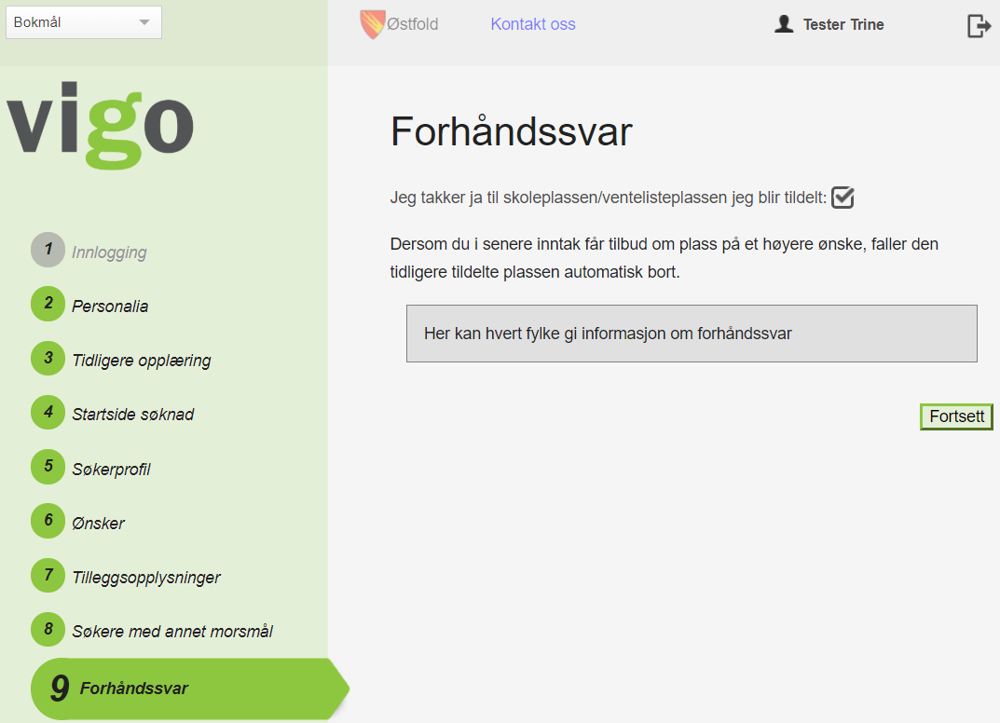 Bokmål
Østfold
Kontakt oss
Tester Trine
vigo
1 Innlogging
2 Personalia
3 Tidligere opplæring
4 Startside søknad
5 Søkerprofil
6 Ønsker
7 Tilleggsopplysninger
8 Søkere med annet morsmål
9 Forhåndssvar
Forhåndssvar
Jeg takker ja til skoleplassen/ventelisteplassen jeg blir tildelt:
Dersom du i senere inntak får tilbud om plass på et høyere ønske, faller den
tidligere tildelte plassen automatisk bort.
Her kan hvert fylke gi informasjon om forhåndssvar
Fortsett